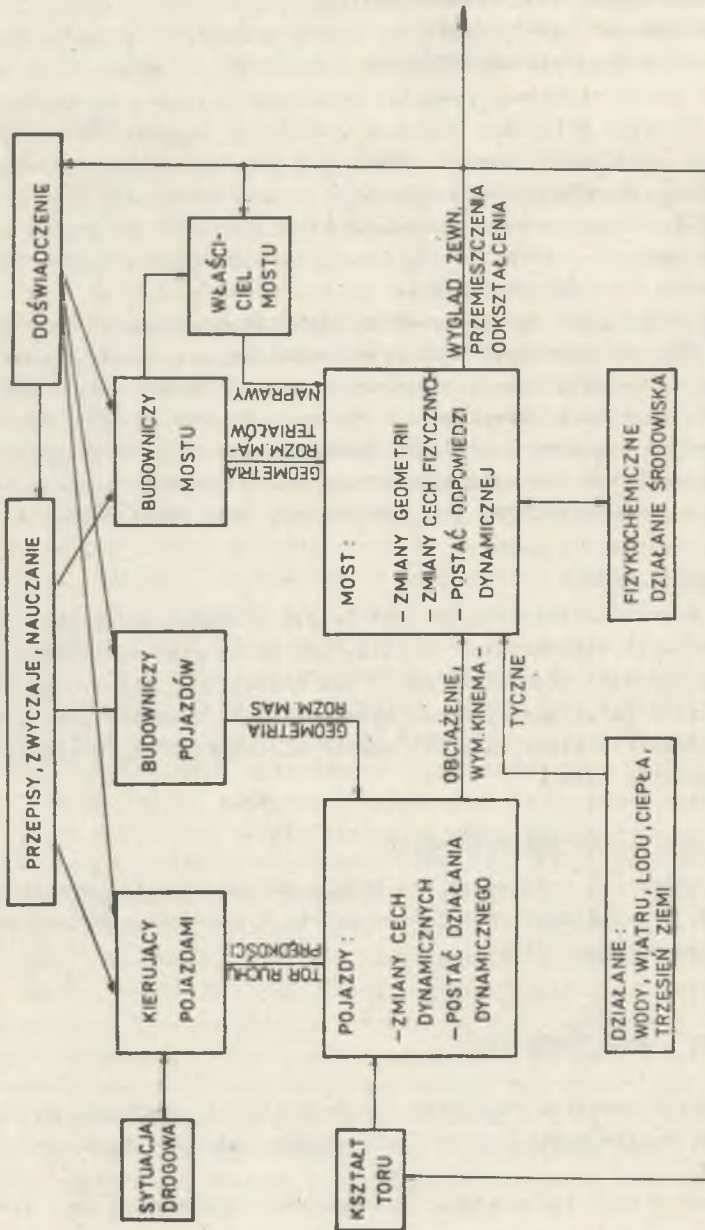 DOŚWIADCZENIE
PRZEPISY, ZWYCZAJE, NAUCZANIE
SYTUACJA
DROGOWA
KIERUJĄCY
POJAZDAMI
BUDOWNICZY
POJAZDÓW
BUDOWNICZY
MOSTU
WŁAŚCI-
CIEL
MOSTU
TOR RUCHU
PRĘDKOŚCI
GEOMETRIA
ROZM. MAS
GEOMETRIA
ROZM. MA-
TERIAŁÓW
NAPRAWY
KSZTAŁT
TORU
POJAZDY :
- ZMIANY CECH
DYNAMICZNYCH
- POSTAĆ DZIAŁANIA
DYNAMICZNEGO
OBCIĄŻENIE,
WYM. KINEMA -
TYCZNE
MOST :
- ZMIANY GEOMETRII
- ZMIANY CECH FIZYCZNYCH
- POSTAĆ ODPOWIEDZI
DYNAMICZNEJ
WYGLĄD ZEWN,
PRZEMIESZCZENIA
ODKSZTAŁCENIA
DZIAŁANIE :
WODY, WIATRU, LODU, CIEPŁA,
TRZĘSIEŃ ZIEMI
FIZYKOCHEMICZNE
DZIAŁANIE ŚRODOWISKA